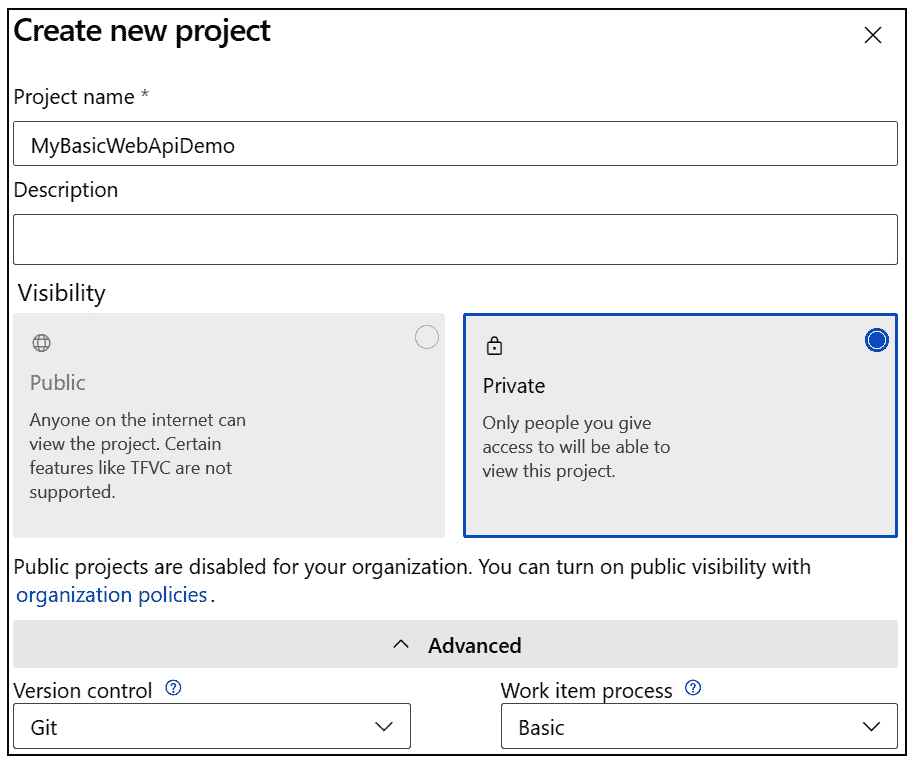 Create new project
Project name *
MyBasicWebApiDemo
Description
Visibility
Public
Anyone on the internet can
view the project. Certain
features like TFVC are not
supported.
Private
Only people you give
access to will be able to
view this project.
Public projects are disabled for your organization. You can turn on public visibility with
organization policies.
Advanced
Version control ?
Git
Work item process ?
Basic